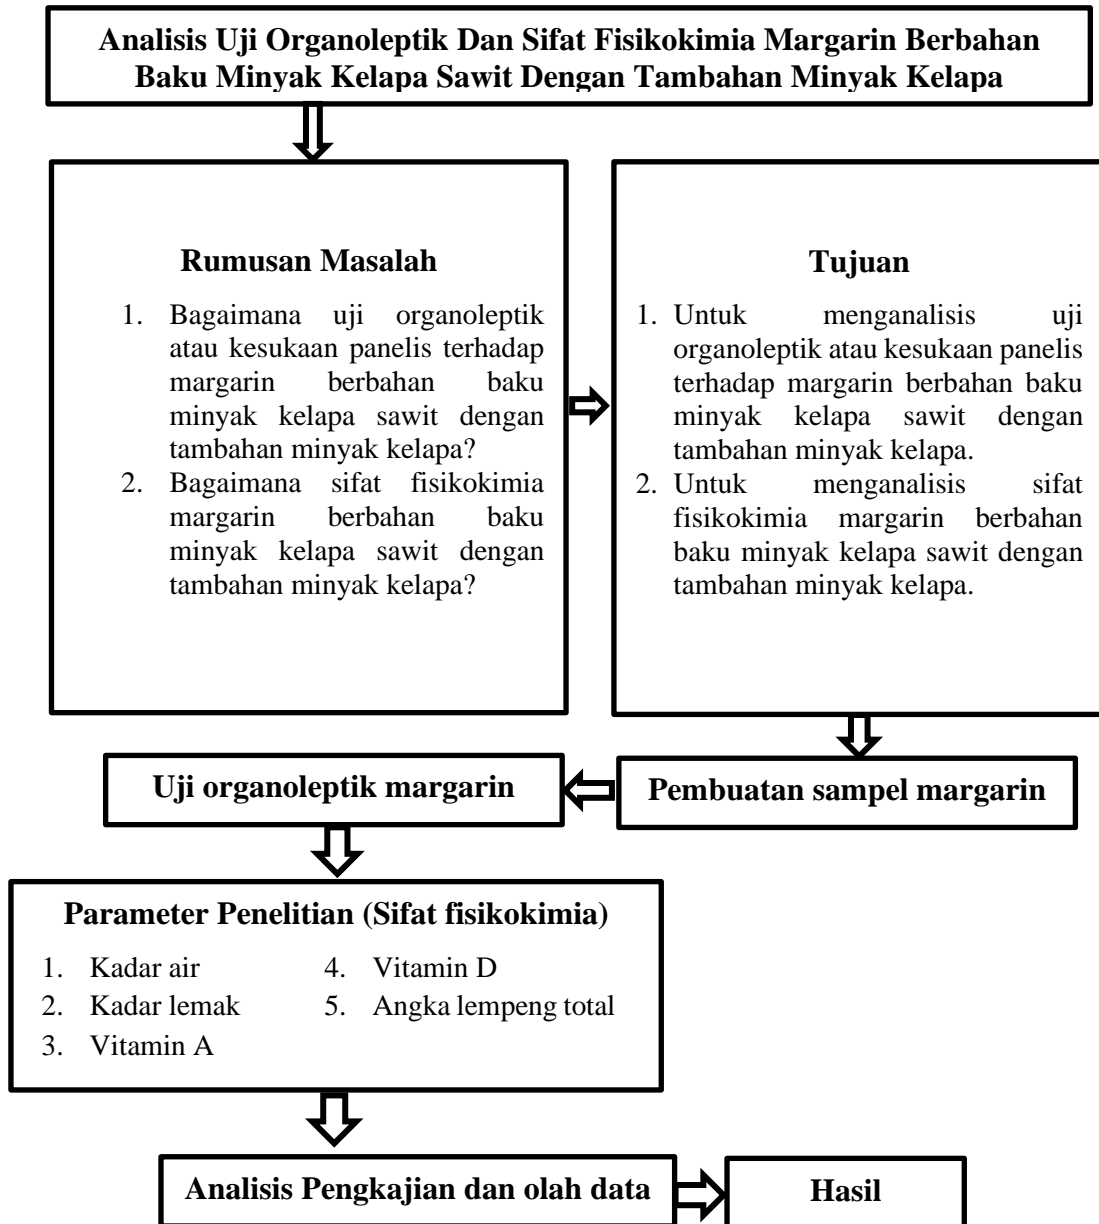 Analisis Uji Organoleptik Dan Sifat Fisikokimia Margarin Berbahan
Baku Minyak Kelapa Sawit Dengan Tambahan Minyak Kelapa
Rumusan Masalah
1. Bagaimana uji organoleptik
atau kesukaan panelis terhadap
margarin berbahan baku
minyak kelapa sawit dengan
tambahan minyak kelapa?
2. Bagaimana sifat fisikokimia
margarin berbahan baku
minyak kelapa sawit dengan
tambahan minyak kelapa?
Tujuan
1. Untuk menganalisis uji
organoleptik atau kesukaan panelis
terhadap margarin berbahan baku
minyak kelapa sawit dengan
tambahan minyak kelapa.
2. Untuk menganalisis sifat
fisikokimia margarin berbahan
baku minyak kelapa sawit dengan
tambahan minyak kelapa.
Pembuatan sampel margarin
Uji organoleptik margarin
Parameter Penelitian (Sifat fisikokimia)
1. Kadar air
2. Kadar lemak
3. Vitamin A
4. Vitamin D
5. Angka lempeng total
Analisis Pengkajian dan olah data
Hasil